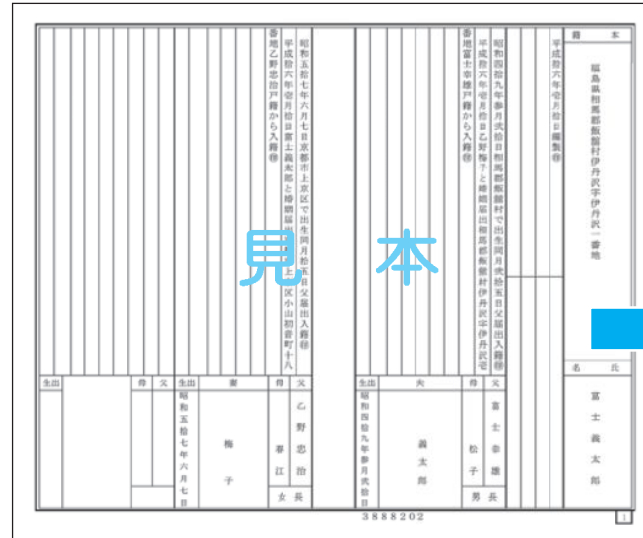 本籍
福島県相馬郡飯舘村伊丹沢字伊丹沢一番地
氏名
富士義太郎
平成拾六年壱月拾日編製㊞
昭和四拾九年参月弐拾日相馬郡飯舘村で出生同月弐拾五日父届出入籍㊞
平成拾六年壱月拾日乙野梅子と婚姻届出相馬郡飯舘村伊丹沢字伊丹沢壱
番地富士幸雄戸籍から入籍㊞
父
富士幸雄
母
松子
長男
夫
義太郎
出生
昭和四拾九年参月弐拾日
昭和五拾七年六月七日京都市上京区で出生同月拾五日父届出入籍㊞
平成拾六年壱月拾日富士義太郎と婚姻届出
上京区小山初音町十八
番地乙野忠治戸籍から入籍㊞
父
乙野忠治
母
春江
長女
妻
梅子
出生
昭和五拾七年六月七日
父
母
出生
見本
3888202
1